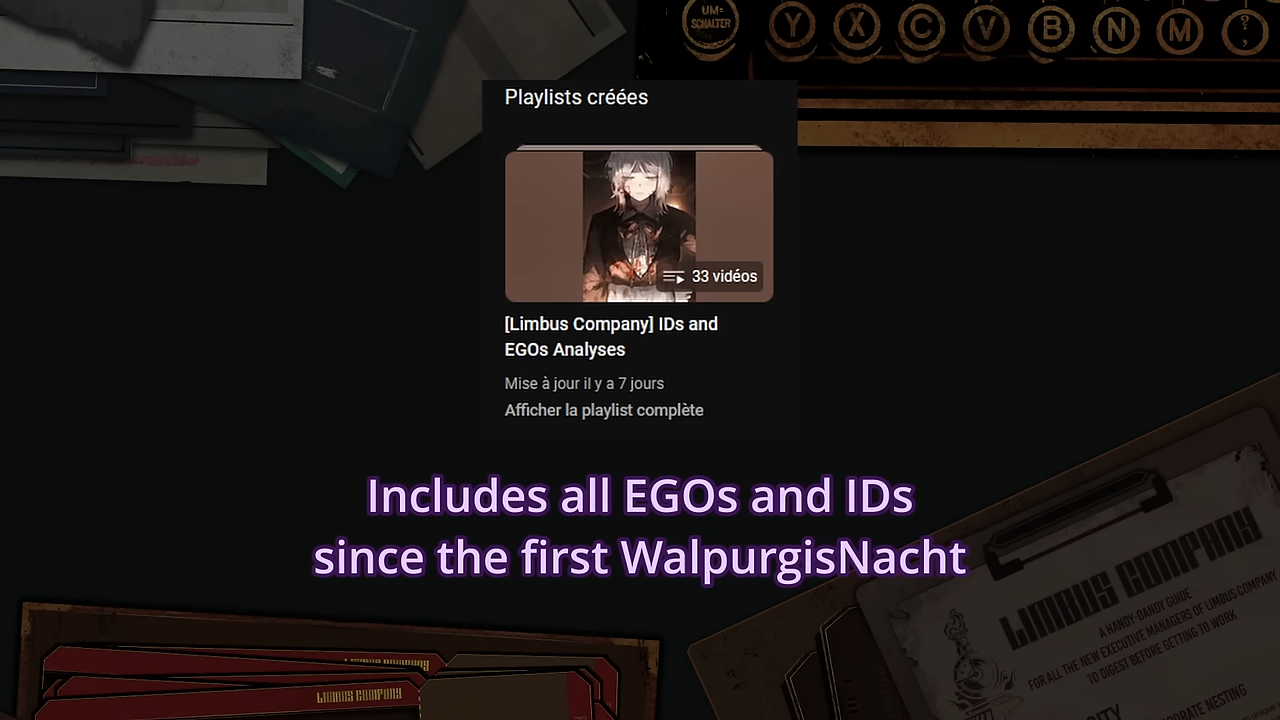 UM=
SCHALTER
Y X C V B N M ? ;
Playlists créées
33 vidéos
[Limbus Company] IDs and
EGOs Analyses
Mise à jour il y a 7 jours
Afficher la playlist complète
Includes all EGOs and IDs
since the first WalpurgisNacht
LIMBUS COMPANY
A HANDY-DANDY GUIDE
FOR ALL THE NEW EXECUTIVE MANAGERS OF LIMBUS COMPANY
TO DIGEST BEFORE GETTING TO WORK
LIMBUS COMPANY
LIMBUS COMPANY